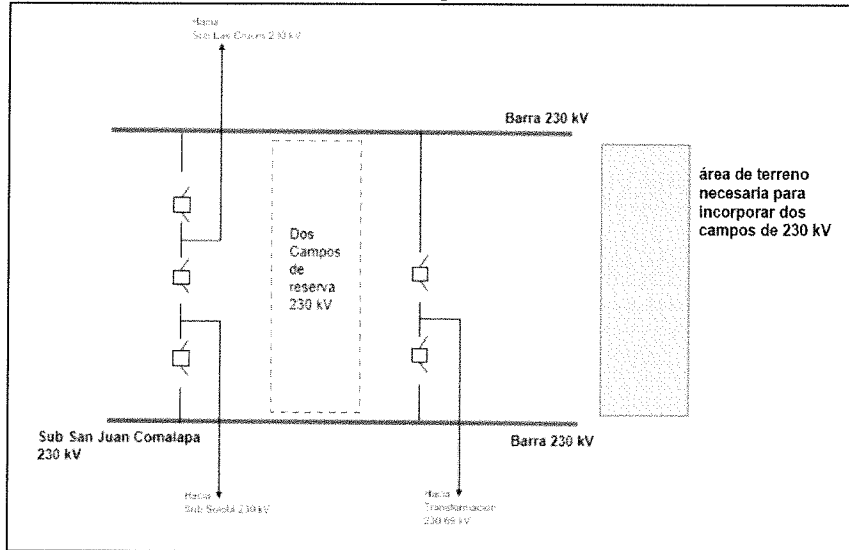 Hacia
Sub Las Cruces 230 kV
Barra 230 kV
área de terreno
necesaria para
incorporar dos
campos de 230 kV
Dos
Campos
de
reserva
230 kV
Sub San Juan Comalapa
230 kV
Barra 230 kV
Hacia
Sub Sololá 230 kV
Hacia
Transformación
230/69 kV